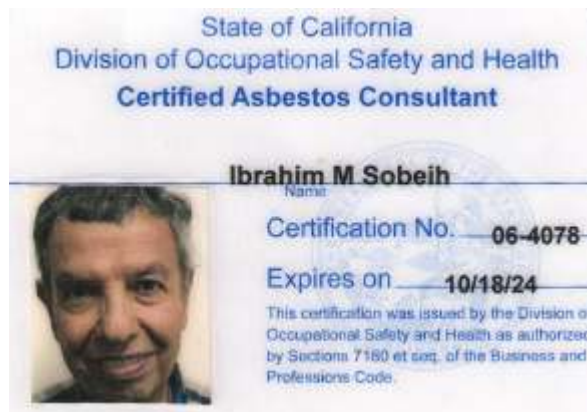 State of California
Division of Occupational Safety and Health
Certified Asbestos Consultant
Ibrahim M Sobeih
Name
Certification No. 06-4078
Expires on 10/18/24
This certification was issued by the Division o
Occupational Safety and Health as authorized
by Sections 7180 et seq. of the Business and
Professions Code.